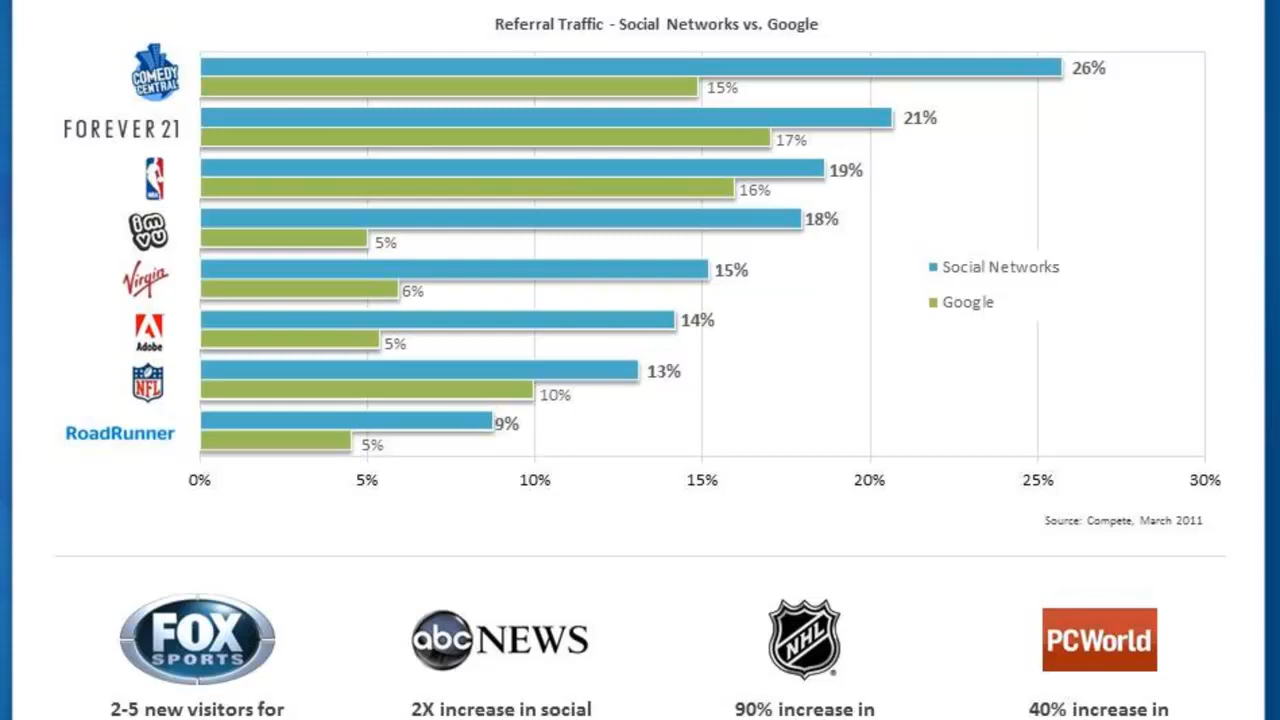 Referral Traffic - Social Networks vs. Google
COMEDY
CENTRAL
26%
15%
FOREVER 21
21%
17%
NBA
19%
16%
imvu
18%
5%
Virgin
15%
6%
Adobe
14%
5%
NFL
13%
10%
RoadRunner
9%
5%
Social Networks
Google
0% 5% 10% 15% 20% 25% 30%
Source: Compete, March 2011
FOX
SPORTS
abc NEWS
NHL
PCWorld
2-5 new visitors for
2X increase in social
90% increase in
40% increase in